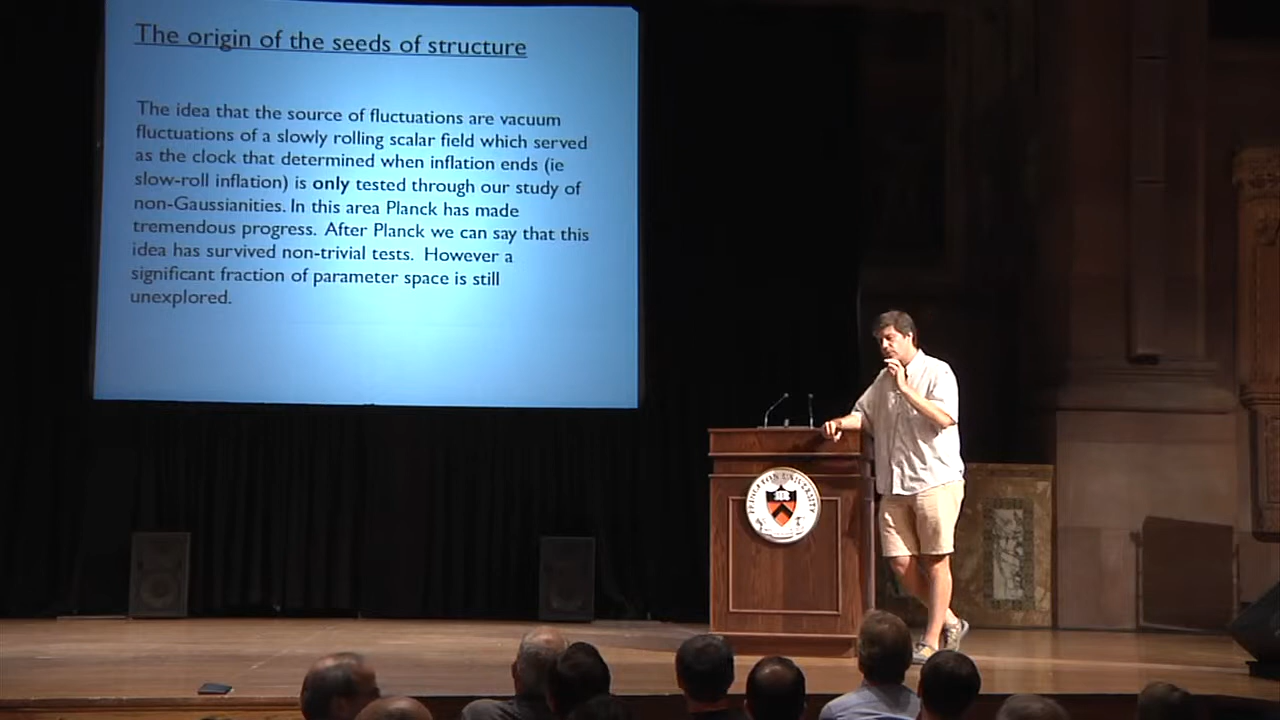 The origin of the seeds of structure
The idea that the source of fluctuations are vacuum
fluctuations of a slowly rolling scalar field which served
as the clock that determined when inflation ends (ie
slow-roll inflation) is only tested through our study of
non-Gaussianities. In this area Planck has made
tremendous progress. After Planck we can say that this
idea has survived non-trivial tests. However a
significant fraction of parameter space is still
unexplored.
PRINCETON UNIVERSITY